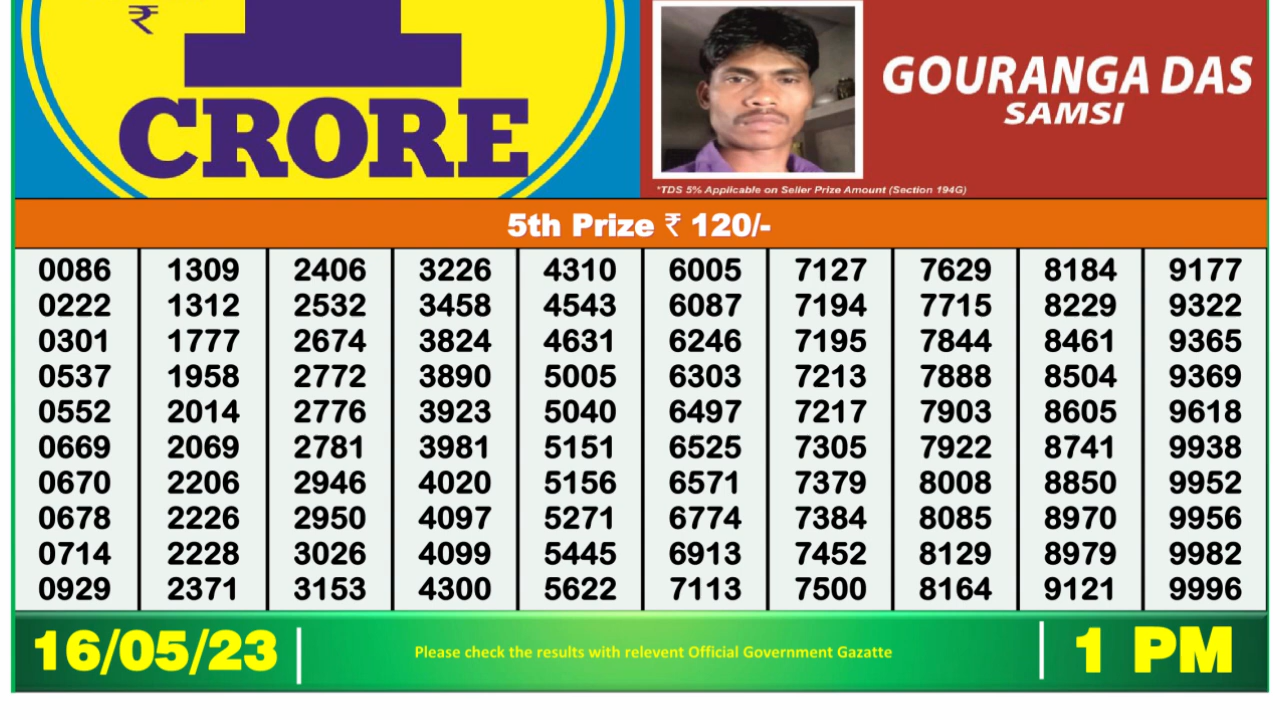 ₹
1
CRORE
GOURANGA DAS
SAMSI
*TDS 5% Applicable on Seller Prize Amount (Section 194G)
5th Prize ₹ 120/-
0086 1309 2406 3226 4310 6005 7127 7629 8184 9177
0222 1312 2532 3458 4543 6087 7194 7715 8229 9322
0301 1777 2674 3824 4631 6246 7195 7844 8461 9365
0537 1958 2772 3890 5005 6303 7213 7888 8504 9369
0552 2014 2776 3923 5040 6497 7217 7903 8605 9618
0669 2069 2781 3981 5151 6525 7305 7922 8741 9938
0670 2206 2946 4020 5156 6571 7379 8008 8850 9952
0678 2226 2950 4097 5271 6774 7384 8085 8970 9956
0714 2228 3026 4099 5445 6913 7452 8129 8979 9982
0929 2371 3153 4300 5622 7113 7500 8164 9121 9996
16/05/23
Please check the results with relevent Official Government Gazatte
1 PM